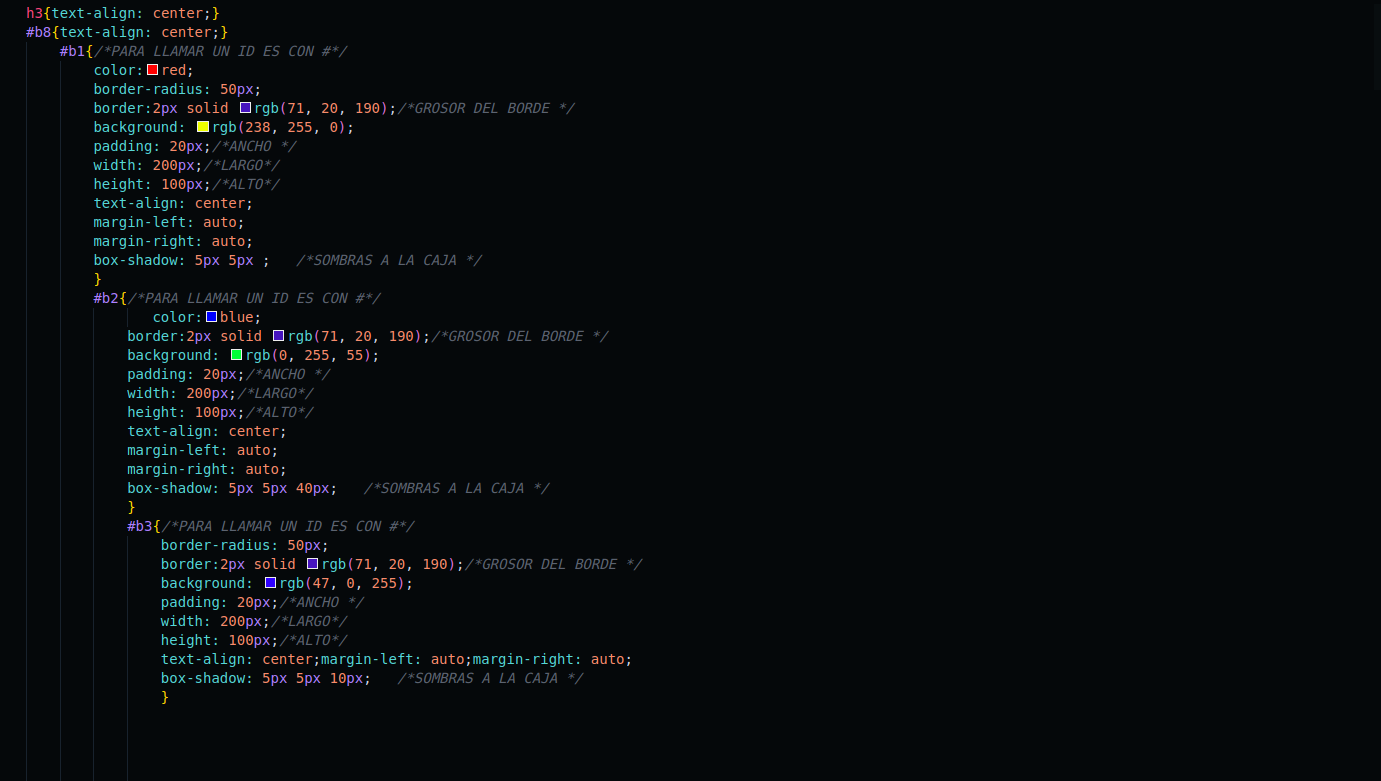 h3{text-align: center;}
#b8{text-align: center;}
#b1{/*PARA LLAMAR UN ID ES CON #*/
color:red;
border-radius: 50px;
border:2px solid rgb(71, 20, 190);/*GROSOR DEL BORDE */
background: rgb(238, 255, 0);
padding: 20px;/*ANCHO */
width: 200px;/*LARGO*/
height: 100px;/*ALTO*/
text-align: center;
margin-left: auto;
margin-right: auto;
box-shadow: 5px 5px ;   /*SOMBRAS A LA CAJA */
}
#b2{/*PARA LLAMAR UN ID ES CON #*/
color:blue;
border:2px solid rgb(71, 20, 190);/*GROSOR DEL BORDE */
background: rgb(0, 255, 55);
padding: 20px;/*ANCHO */
width: 200px;/*LARGO*/
height: 100px;/*ALTO*/
text-align: center;
margin-left: auto;
margin-right: auto;
box-shadow: 5px 5px 40px;   /*SOMBRAS A LA CAJA */
}
#b3{/*PARA LLAMAR UN ID ES CON #*/
border-radius: 50px;
border:2px solid rgb(71, 20, 190);/*GROSOR DEL BORDE */
background: rgb(47, 0, 255);
padding: 20px;/*ANCHO */
width: 200px;/*LARGO*/
height: 100px;/*ALTO*/
text-align: center;margin-left: auto;margin-right: auto;
box-shadow: 5px 5px 10px;   /*SOMBRAS A LA CAJA */
}